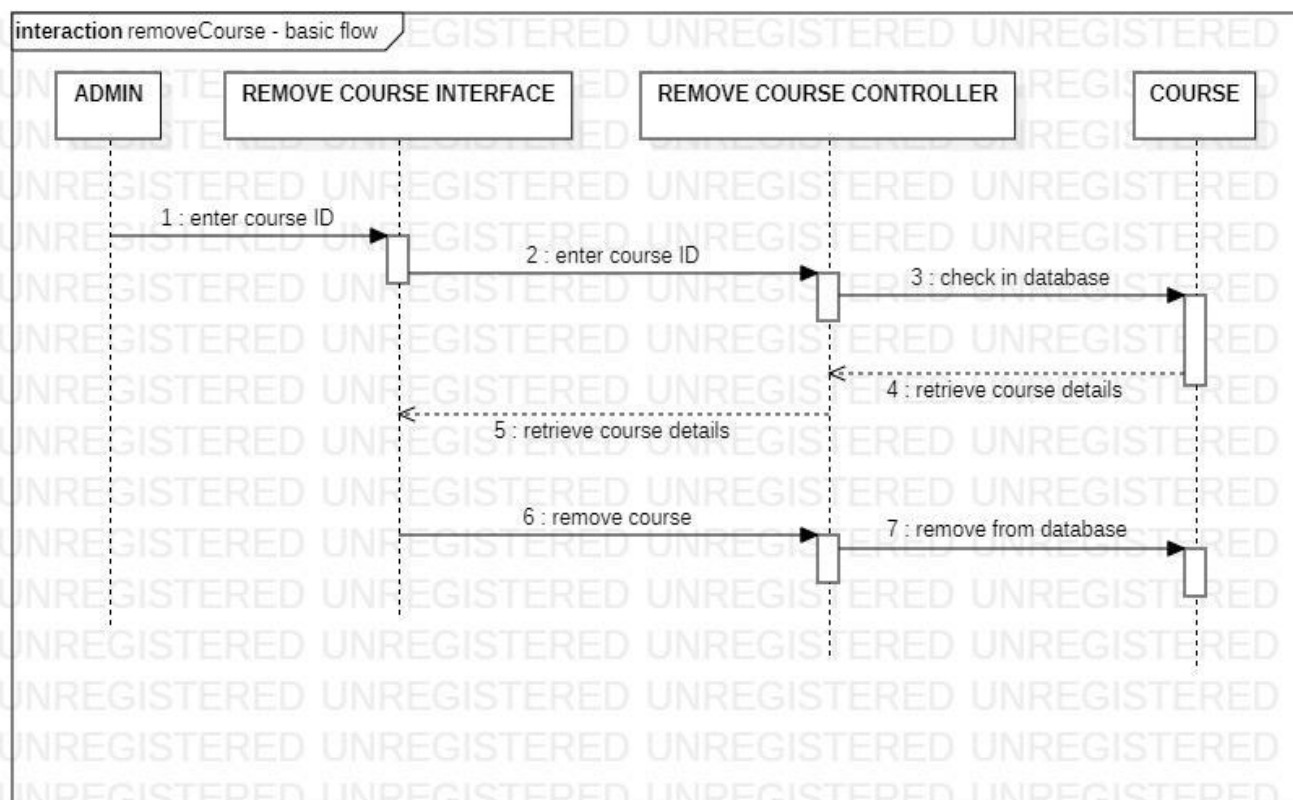 interaction removeCourse - basic flow
ADMIN
REMOVE COURSE INTERFACE
REMOVE COURSE CONTROLLER
COURSE
1 : enter course ID
2 : enter course ID
3 : check in database
4 : retrieve course details
5 : retrieve course details
6 : remove course
7 : remove from database
UNREGISTERED